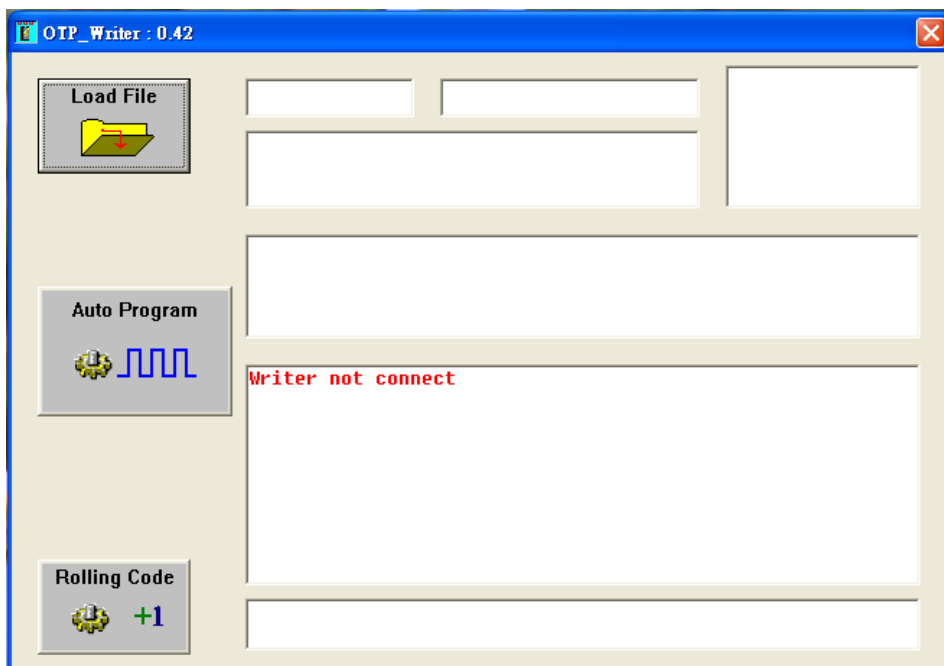 OTP_Writer : 0.42
Load File
Auto Program
Writer not connect
Rolling Code
+1